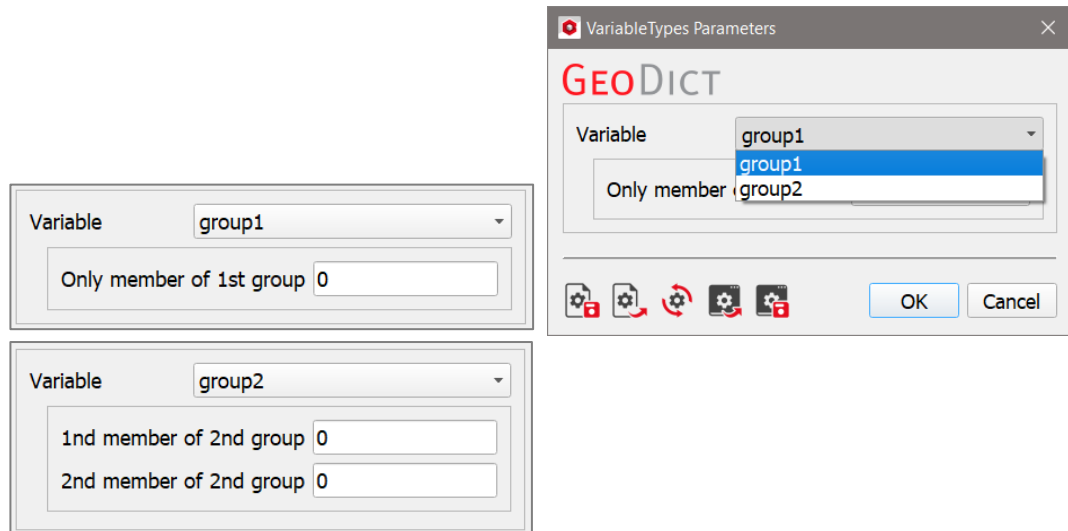 VariableTypes Parameters
GEODICT
Variable group1
group1
group2
Only member
OK Cancel
Variable group1
Only member of 1st group 0
Variable group2
1nd member of 2nd group 0
2nd member of 2nd group 0